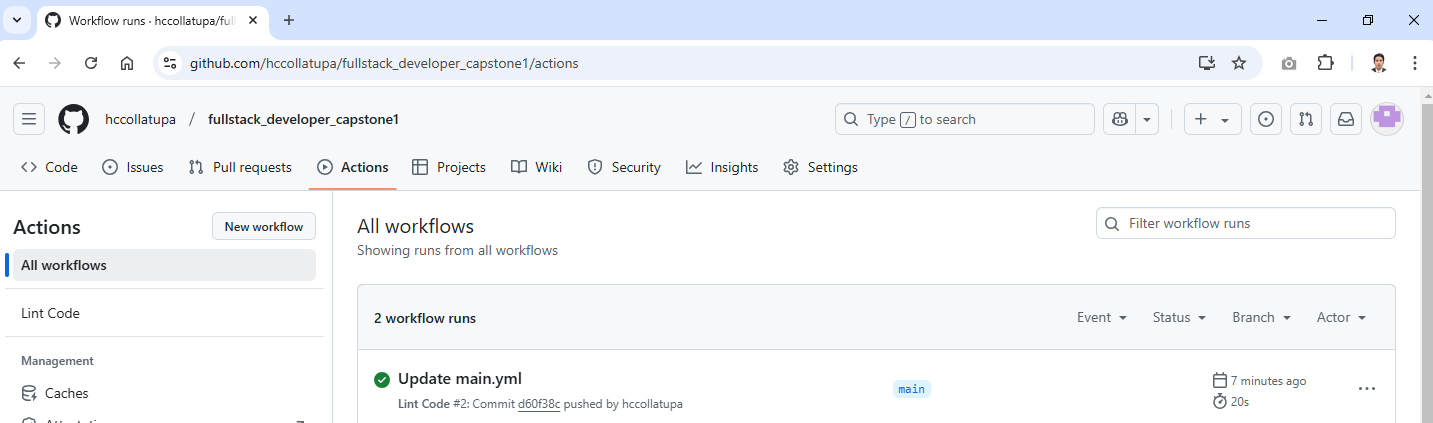 Workflow runs · hccollatupa/full
github.com/hccollatupa/fullstack_developer_capstone1/actions
hccollatupa / fullstack_developer_capstone1
Type / to search
Code Issues Pull requests Actions Projects Wiki Security Insights Settings
Actions
New workflow
All workflows
Lint Code
Management
Caches
All workflows
Showing runs from all workflows
Filter workflow runs
2 workflow runs
Event Status Branch Actor
Update main.yml
Lint Code #2: Commit d60f38c pushed by hccollatupa
main
7 minutes ago
20s